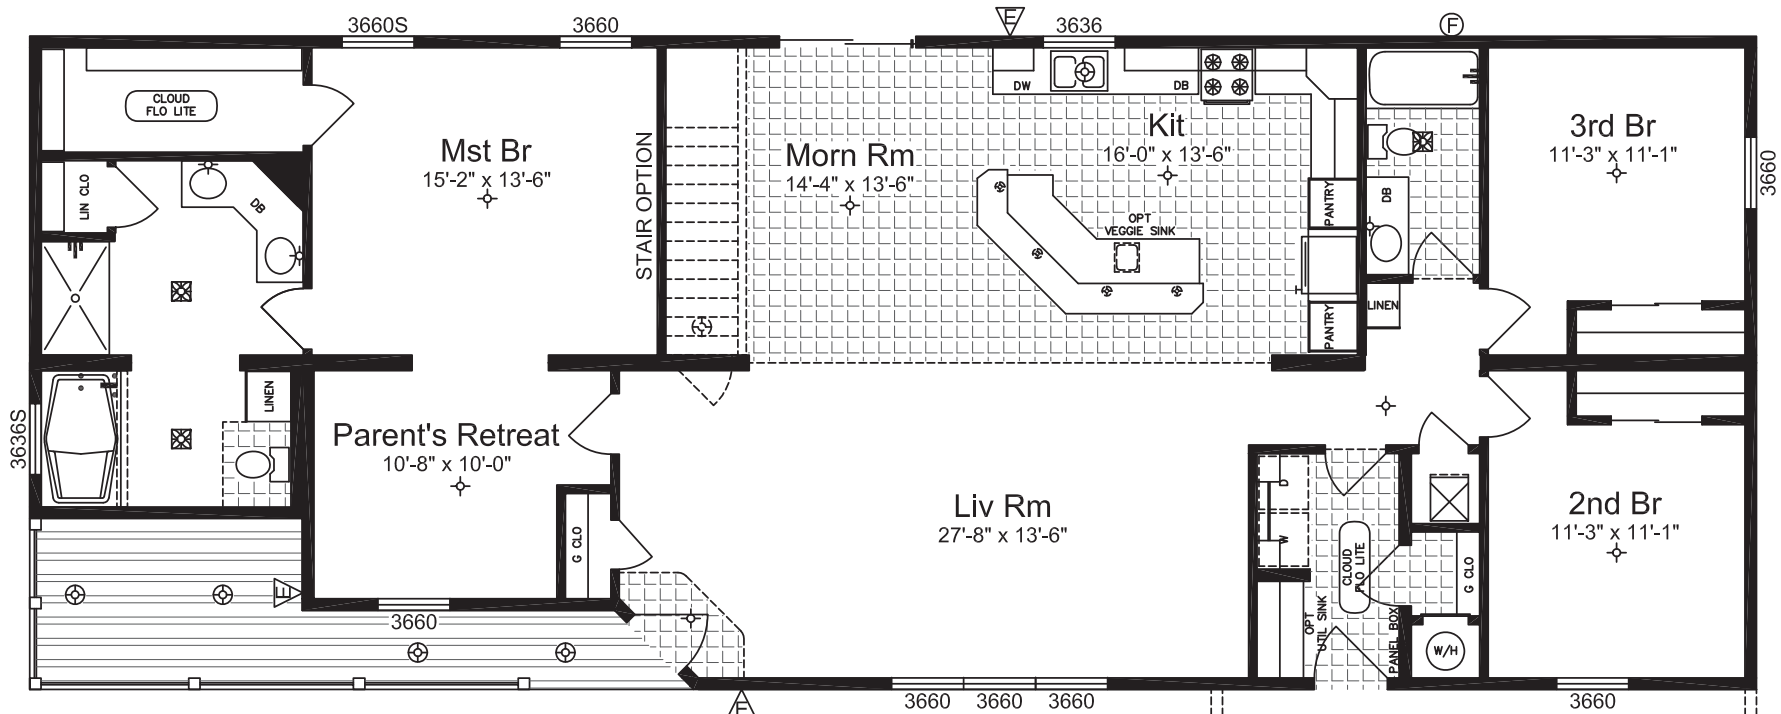 3660S
3660
E
3636
F
CLOUD
FLO LITE
Mst Br
15'-2" x 13'-6"
LIN CLO
DB
STAIR OPTION
Morn Rm
14'-4" x 13'-6"
DW
DB
Kit
16'-0" x 13'-6"
OPT
VEGGIE SINK
PANTRY
PANTRY
DB
LINEN
3rd Br
11'-3" x 11'-1"
3660
3636S
LINEN
Parent's Retreat
10'-8" x 10'-0"
G CLO
E
3660
Liv Rm
27'-8" x 13'-6"
D
W
CLOUD
FLO LITE
OPT
UTIL SINK
PANEL BOX
G CLO
W/H
2nd Br
11'-3" x 11'-1"
E
3660
3660
3660
3660